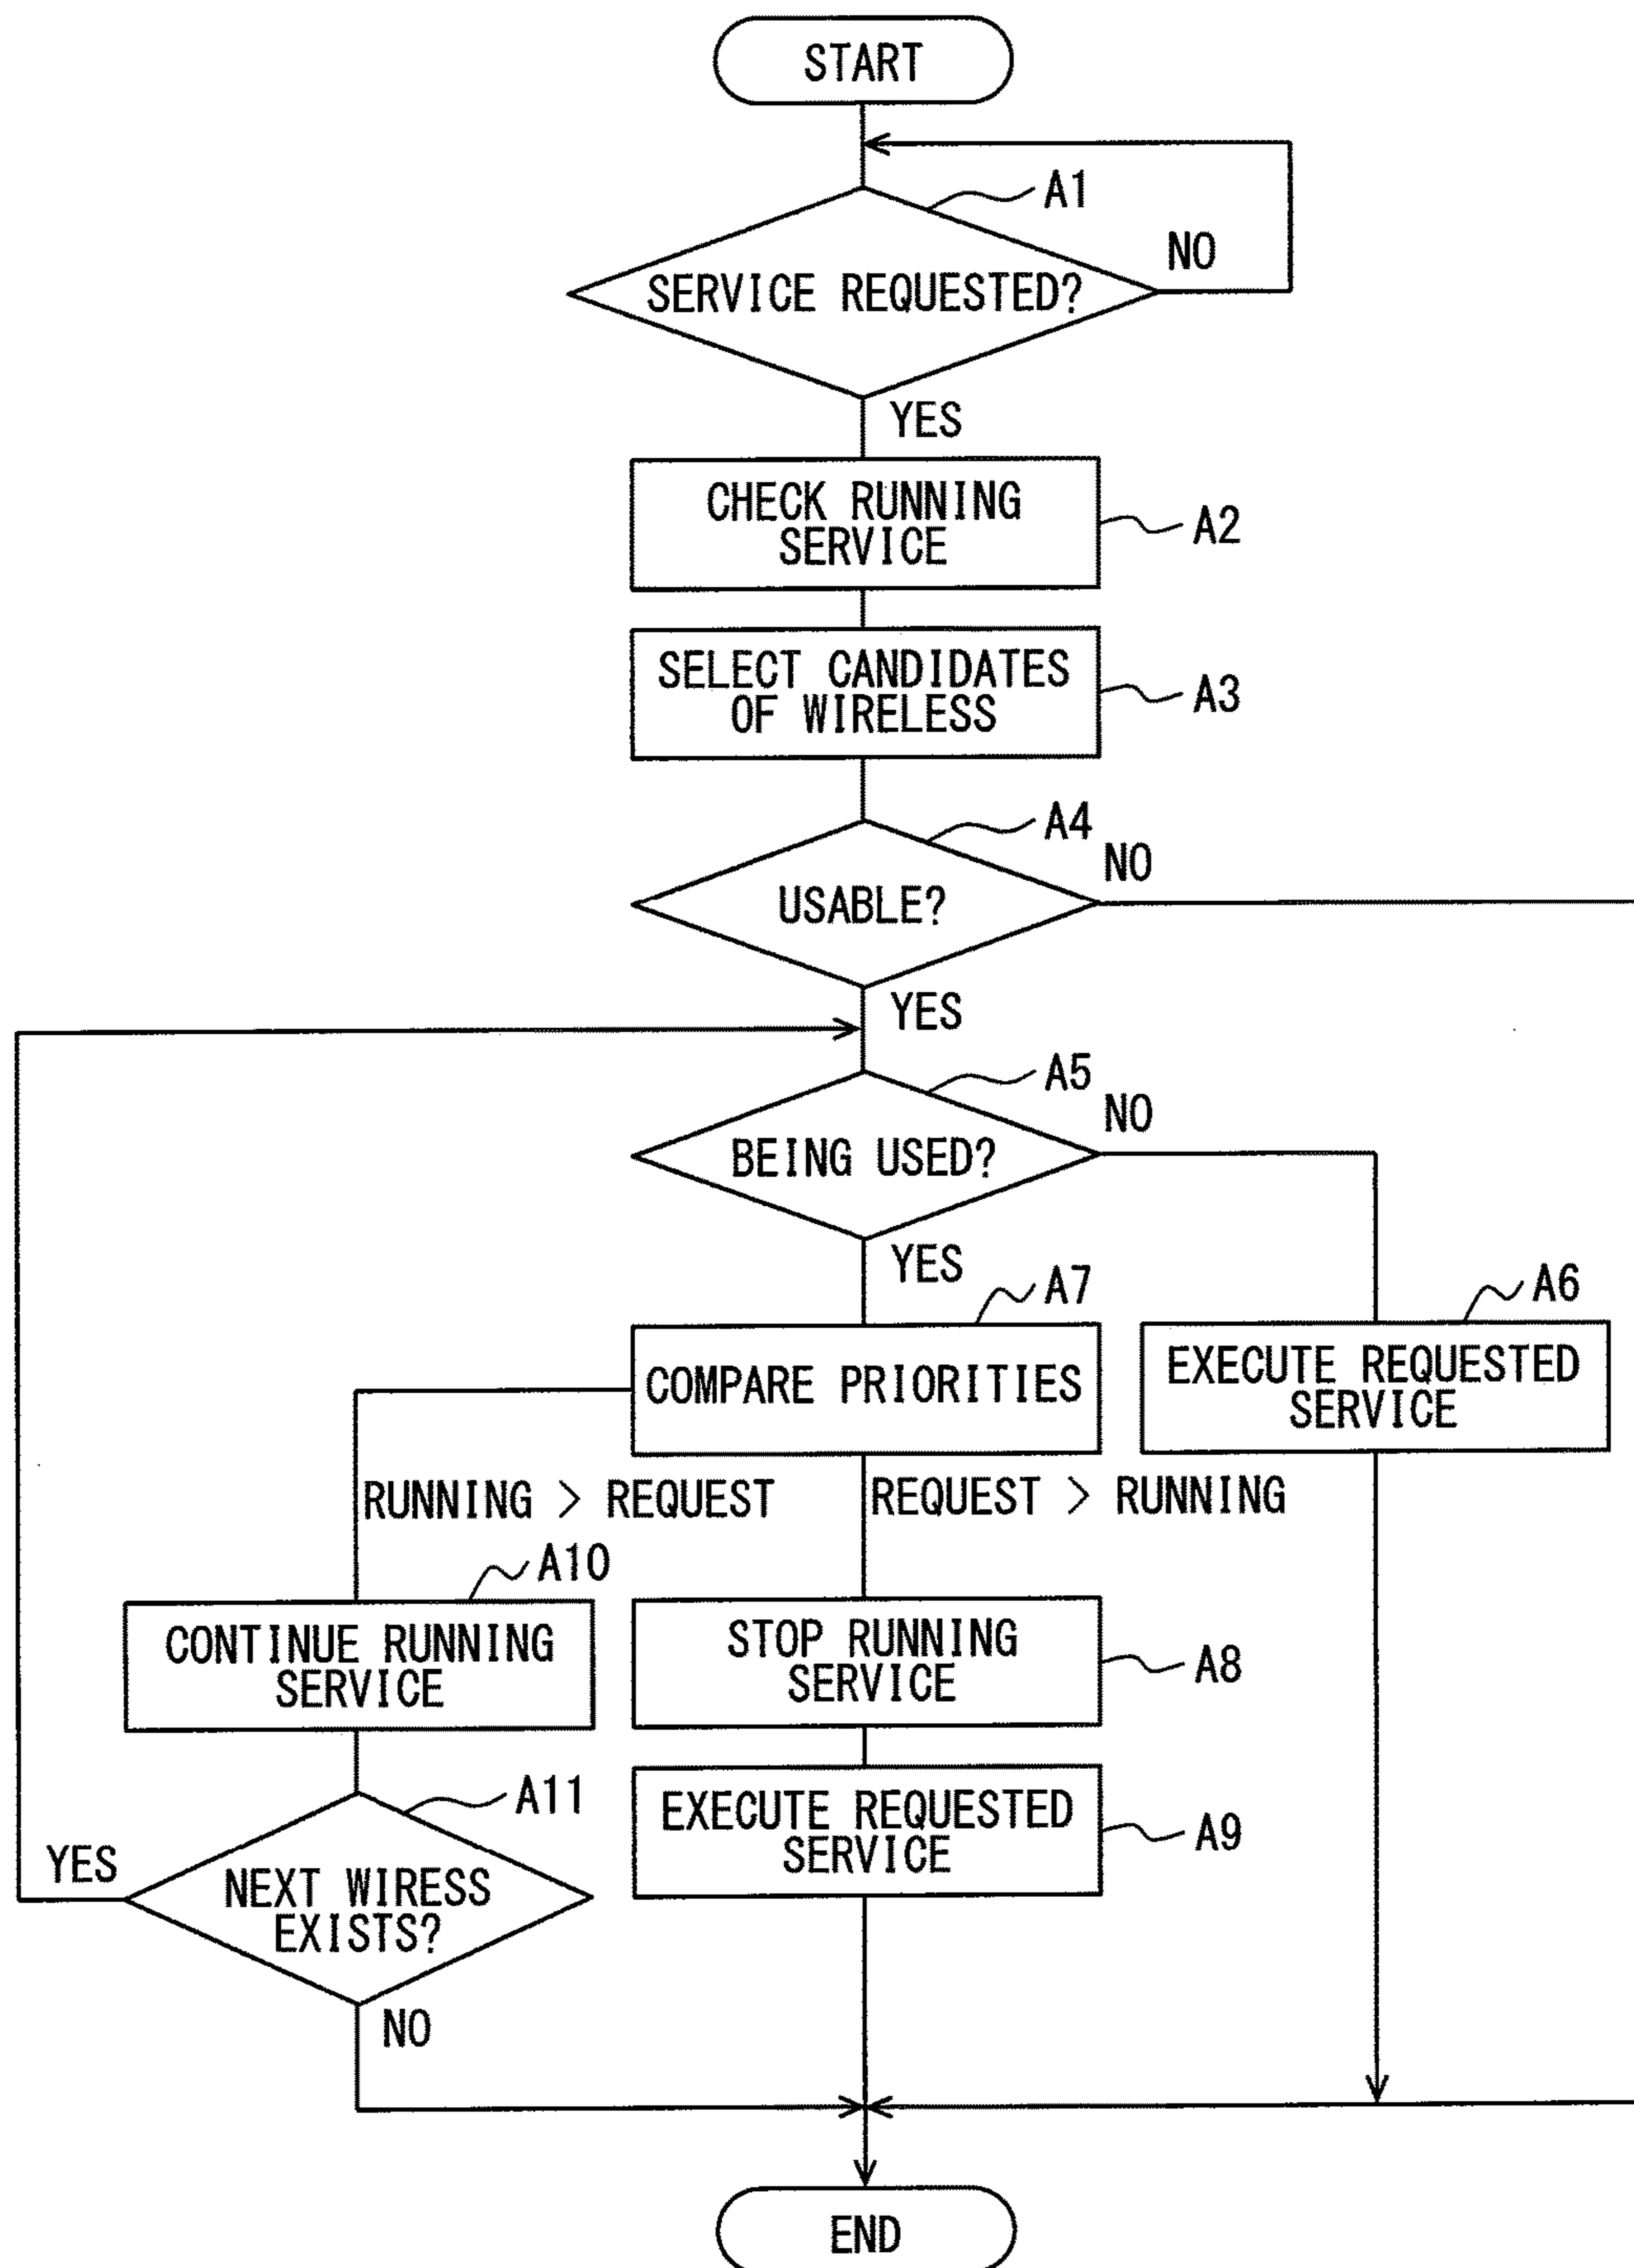 START
A1
NO
SERVICE REQUESTED?
YES
CHECK RUNNING
SERVICE
A2
SELECT CANDIDATES
OF WIRELESS
A3
A4
NO
USABLE?
YES
A5
NO
BEING USED?
YES
A7
A6
COMPARE PRIORITIES
EXECUTE REQUESTED
SERVICE
RUNNING > REQUEST
REQUEST > RUNNING
A10
CONTINUE RUNNING
SERVICE
STOP RUNNING
SERVICE
A8
A11
EXECUTE REQUESTED
SERVICE
A9
YES
NEXT WIRESS
EXISTS?
NO
END